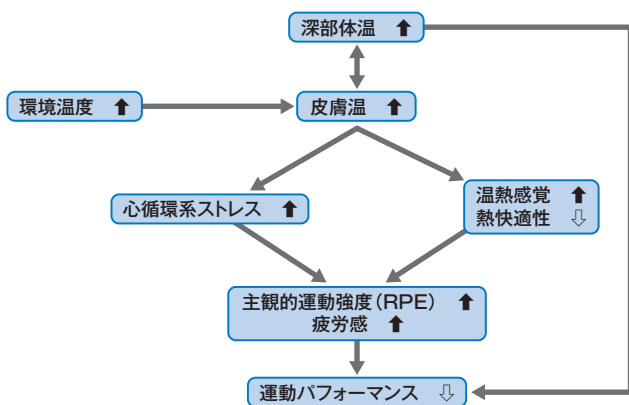 深部体温 ⬆
環境温度 ⬆
皮膚温 ⬆
心循環系ストレス ⬆
温熱感覚 ⬆
熱快適性 ⇩
主観的運動強度（RPE） ⬆
疲労感 ⬆
運動パフォーマンス ⇩